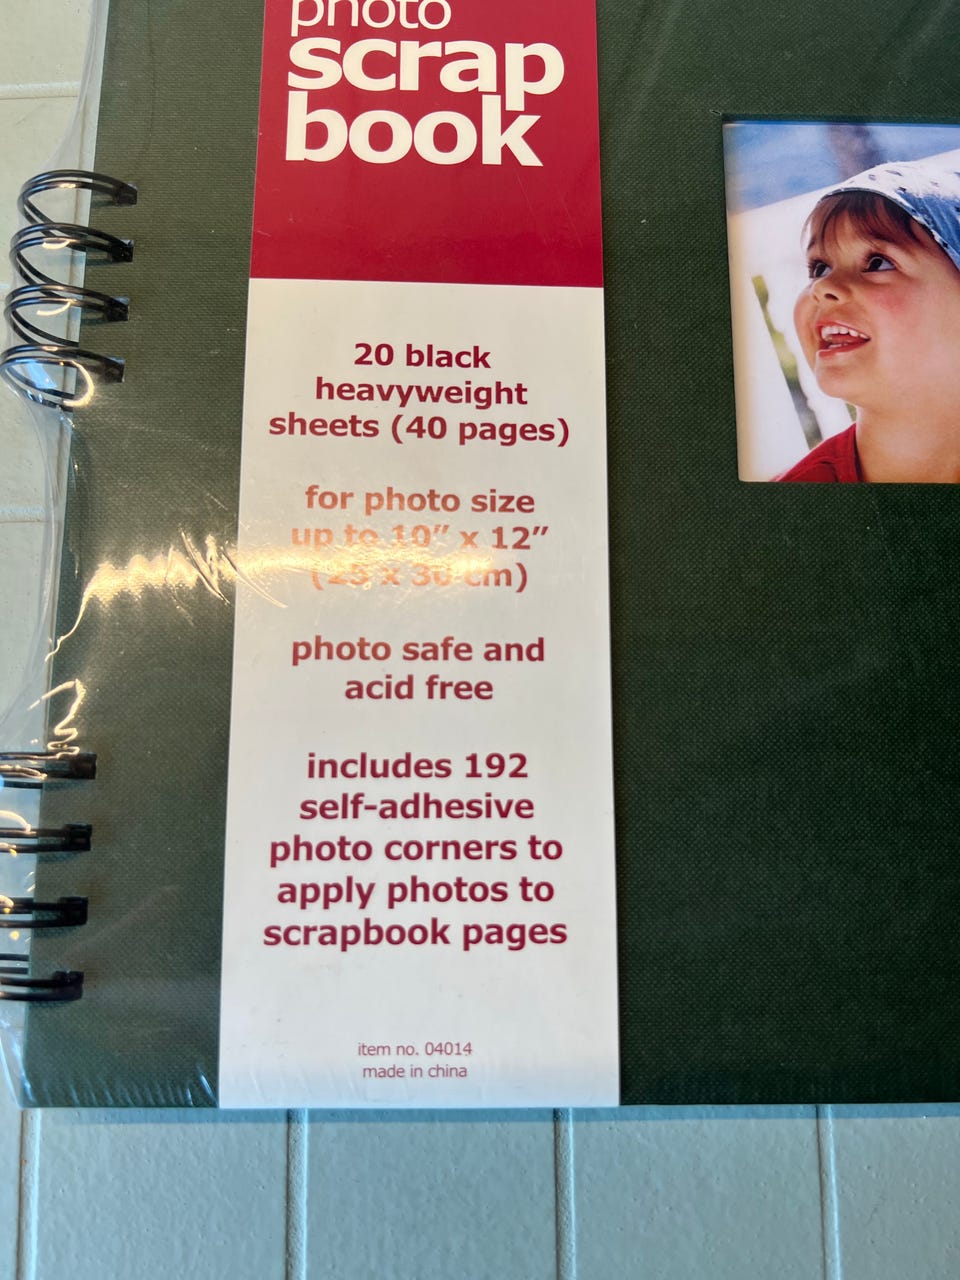 photo
scrap
book
20 black
heavyweight
sheets (40 pages)
for photo size
up to 10” x 12”
(25 x 30 cm)
photo safe and
acid free
includes 192
self-adhesive
photo corners to
apply photos to
scrapbook pages
item no. 04014
made in china